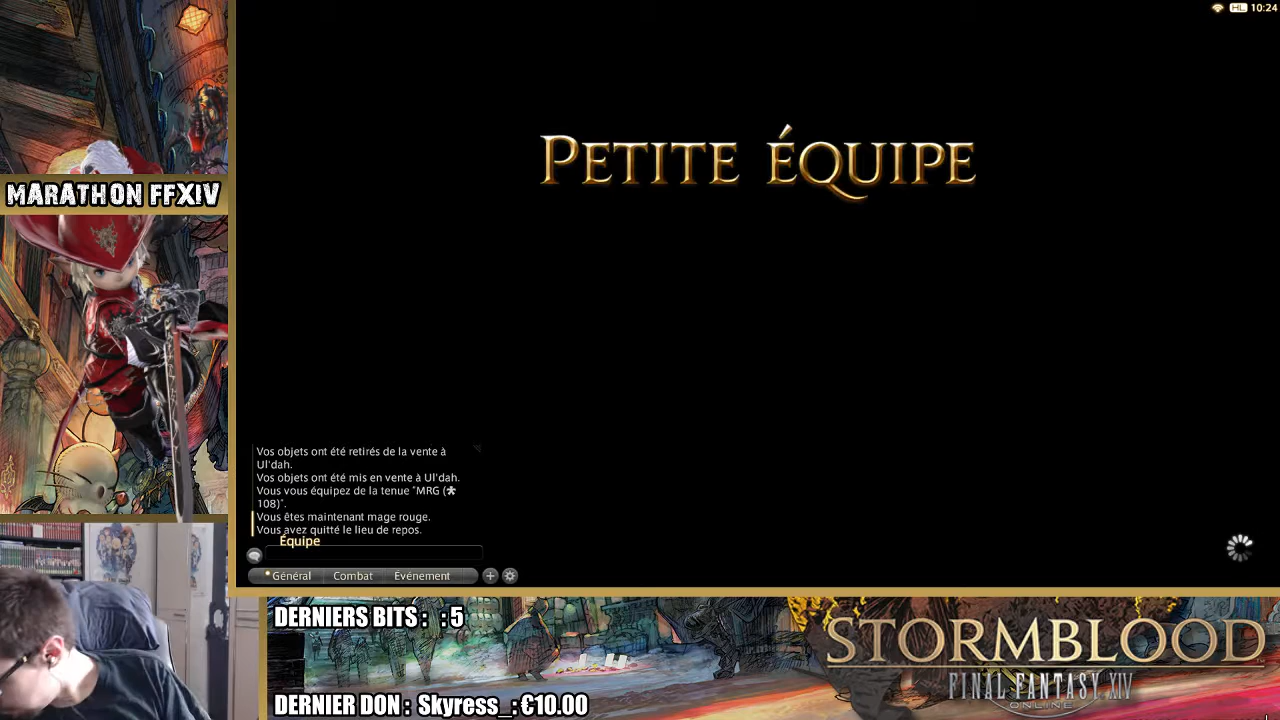 HL 10:24
PETITE ÉQUIPE
MARATHON FFXIV
Vos objets ont été retirés de la vente à
Ul'dah.
Vos objets ont été mis en vente à Ul'dah.
Vous vous équipez de la tenue "MRG (
108)".
Vous êtes maintenant mage rouge.
Vous avez quitté le lieu de repos.
Équipe
Général Combat Événement
DERNIERS BITS : : 5
DERNIER DON : Skyress_: €10.00
STORMBLOOD
FINAL FANTASY XIV
ONLINE